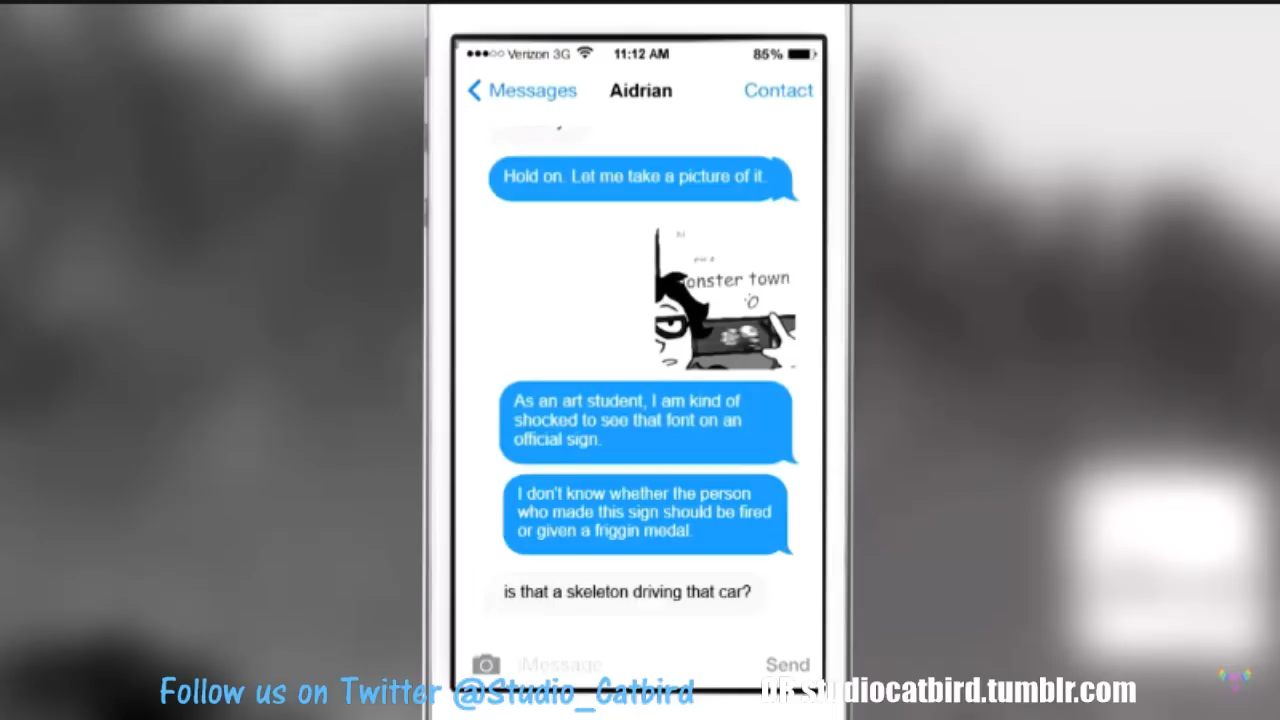 Verizon 3G 11:12 AM 85%
Messages Aidrian Contact
Hold on. Let me take a picture of it.
onster town
As an art student, I am kind of
shocked to see that font on an
official sign.
I don't know whether the person
who made this sign should be fired
or given a friggin medal.
is that a skeleton driving that car?
iMessage Send
Follow us on Twitter @Studio_Catbird OR studiocatbird.tumblr.com